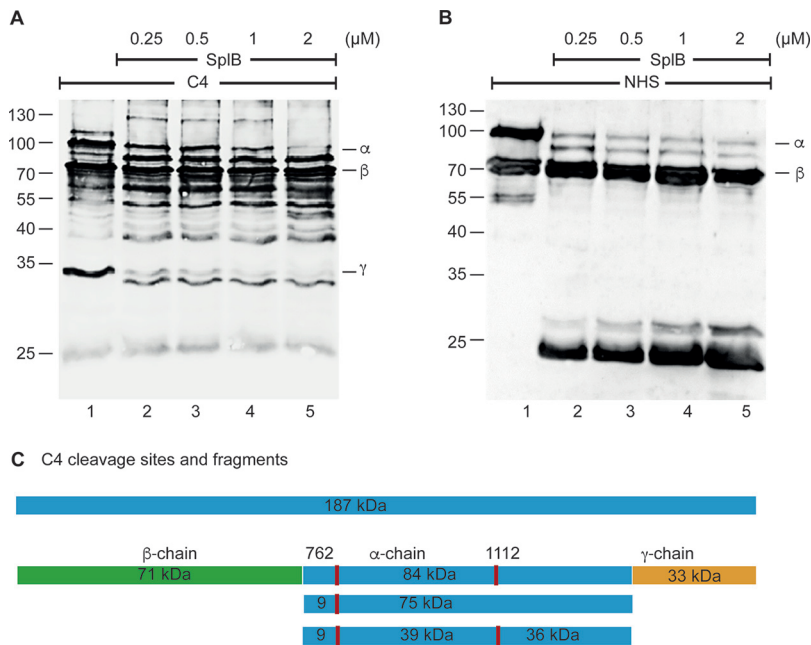 A
0.25 0.5 1 2 (µM)
SplB
C4
130
100
70
55
40
35
25
α
β
γ
1 2 3 4 5
B
0.25 0.5 1 2 (µM)
SplB
NHS
130
100
70
55
40
35
25
α
β
1 2 3 4 5
C C4 cleavage sites and fragments
187 kDa
β-chain 762 α-chain 1112 γ-chain
71 kDa 84 kDa 33 kDa
9 75 kDa
9 39 kDa 36 kDa